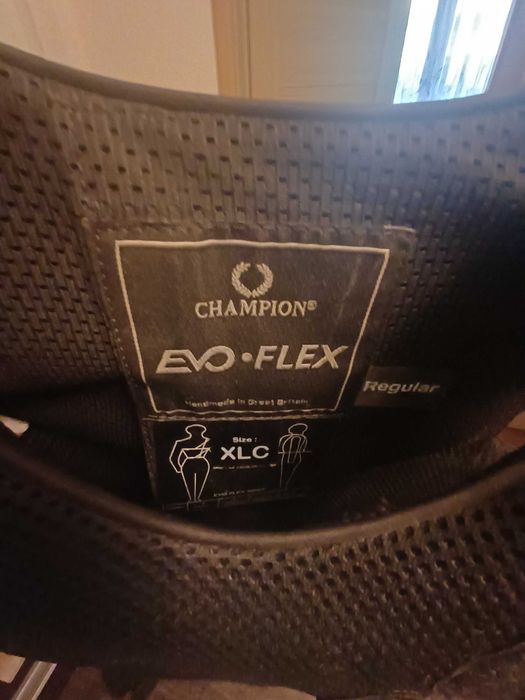 CHAMPION®
EVO•FLEX
Handmade in Great Britain
Regular
Size :
XLC